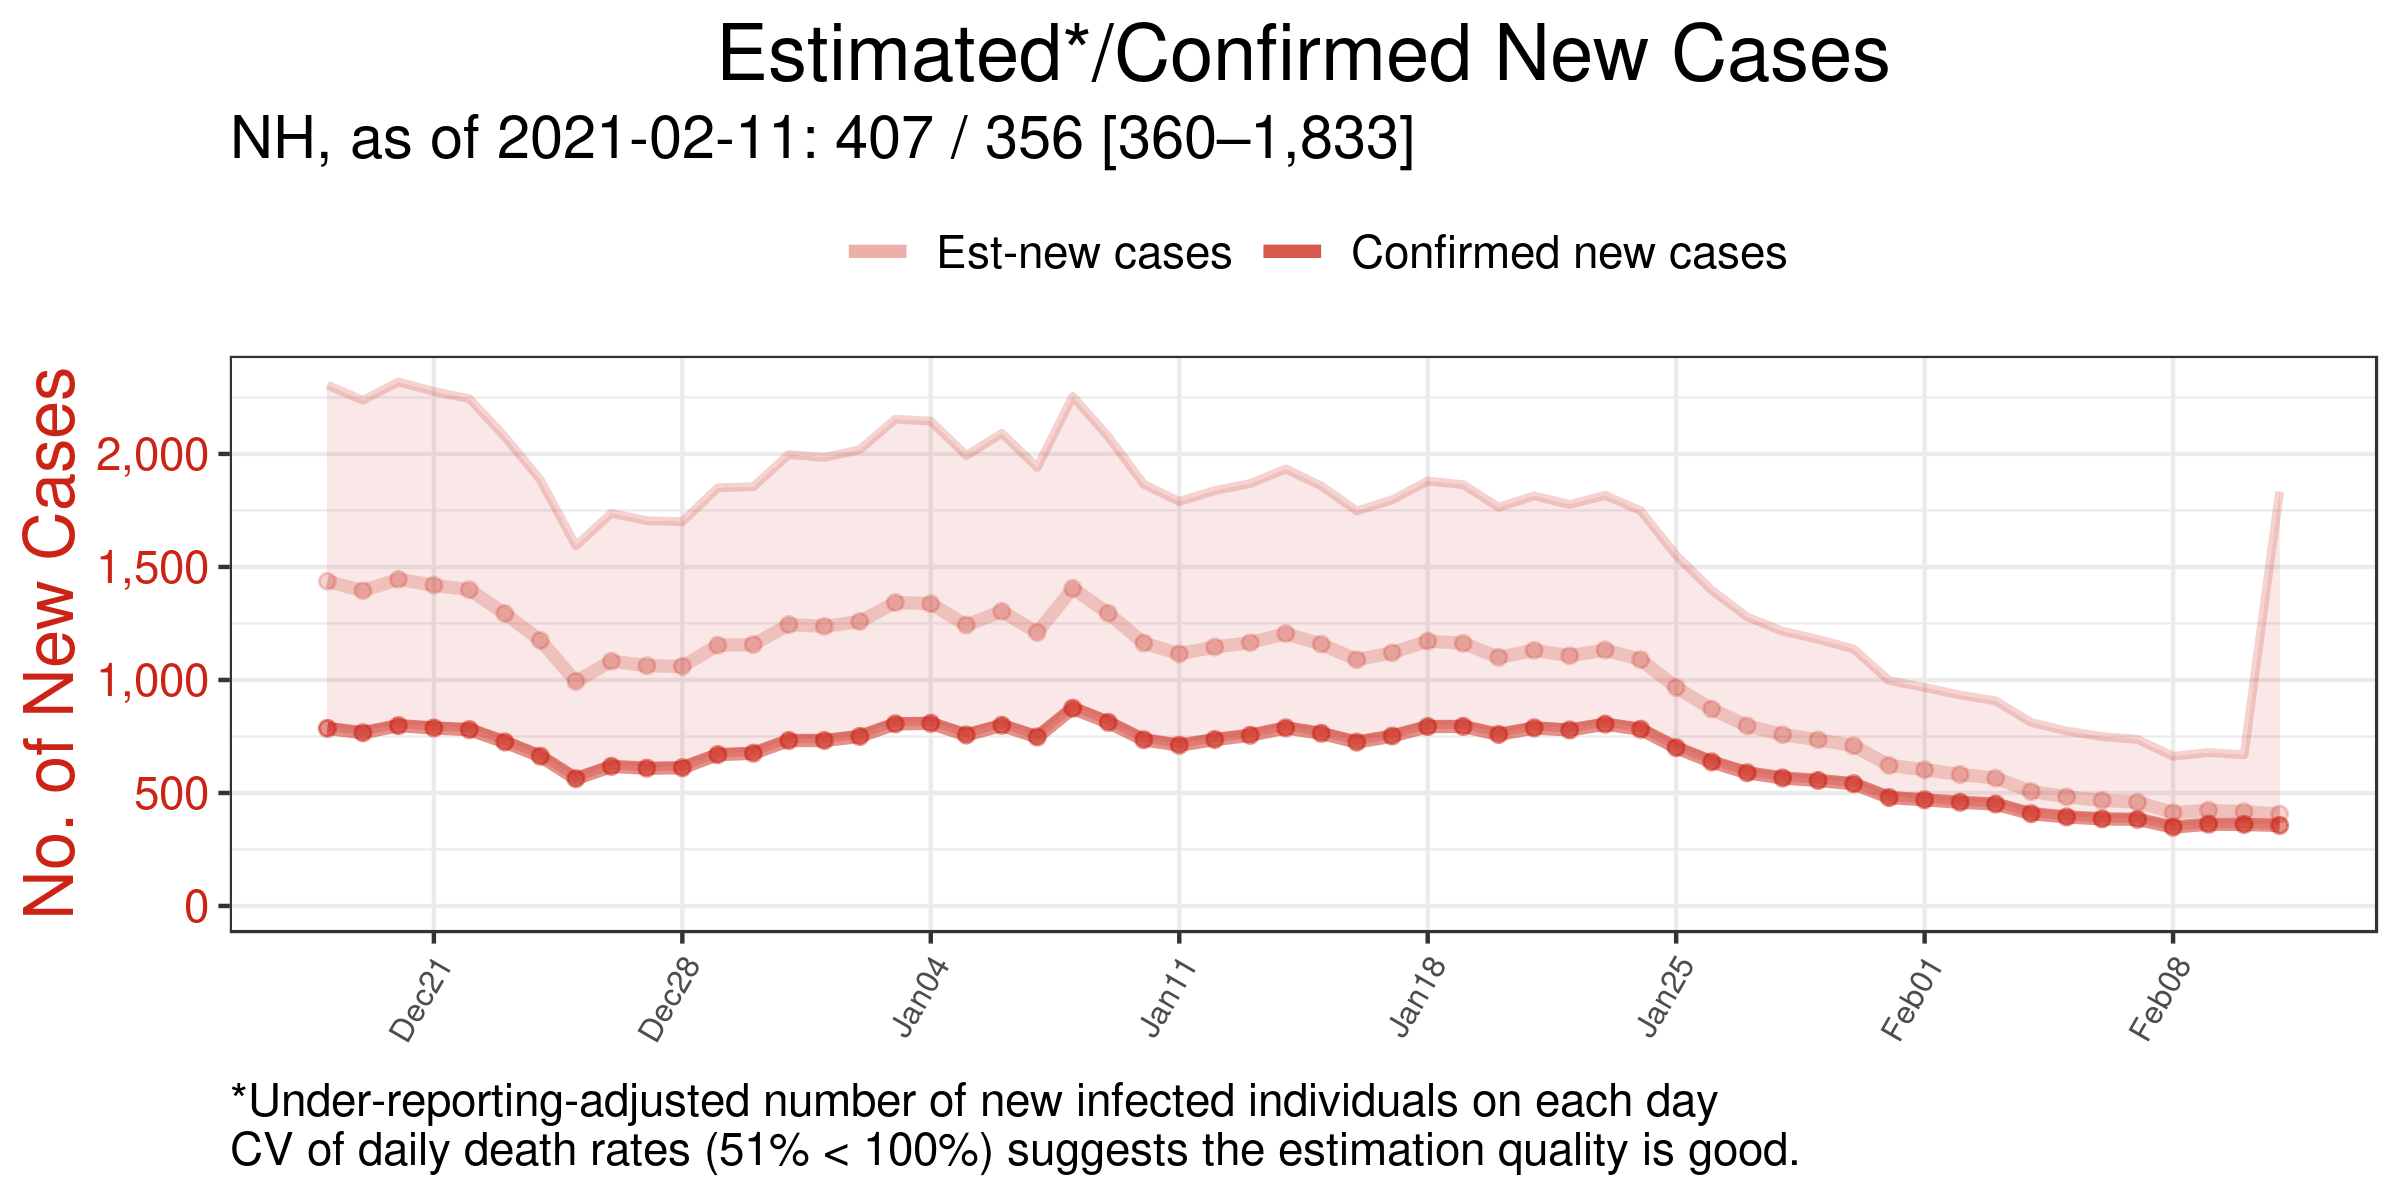 Estimated*/Confirmed New Cases
NH, as of 2021-02-11: 407 / 356 [360–1,833]
Est-new cases Confirmed new cases
No. of New Cases
2,000
1,500
1,000
500
0
Dec21 Dec28 Jan04 Jan11 Jan18 Jan25 Feb01 Feb08
*Under-reporting-adjusted number of new infected individuals on each day
CV of daily death rates (51% < 100%) suggests the estimation quality is good.